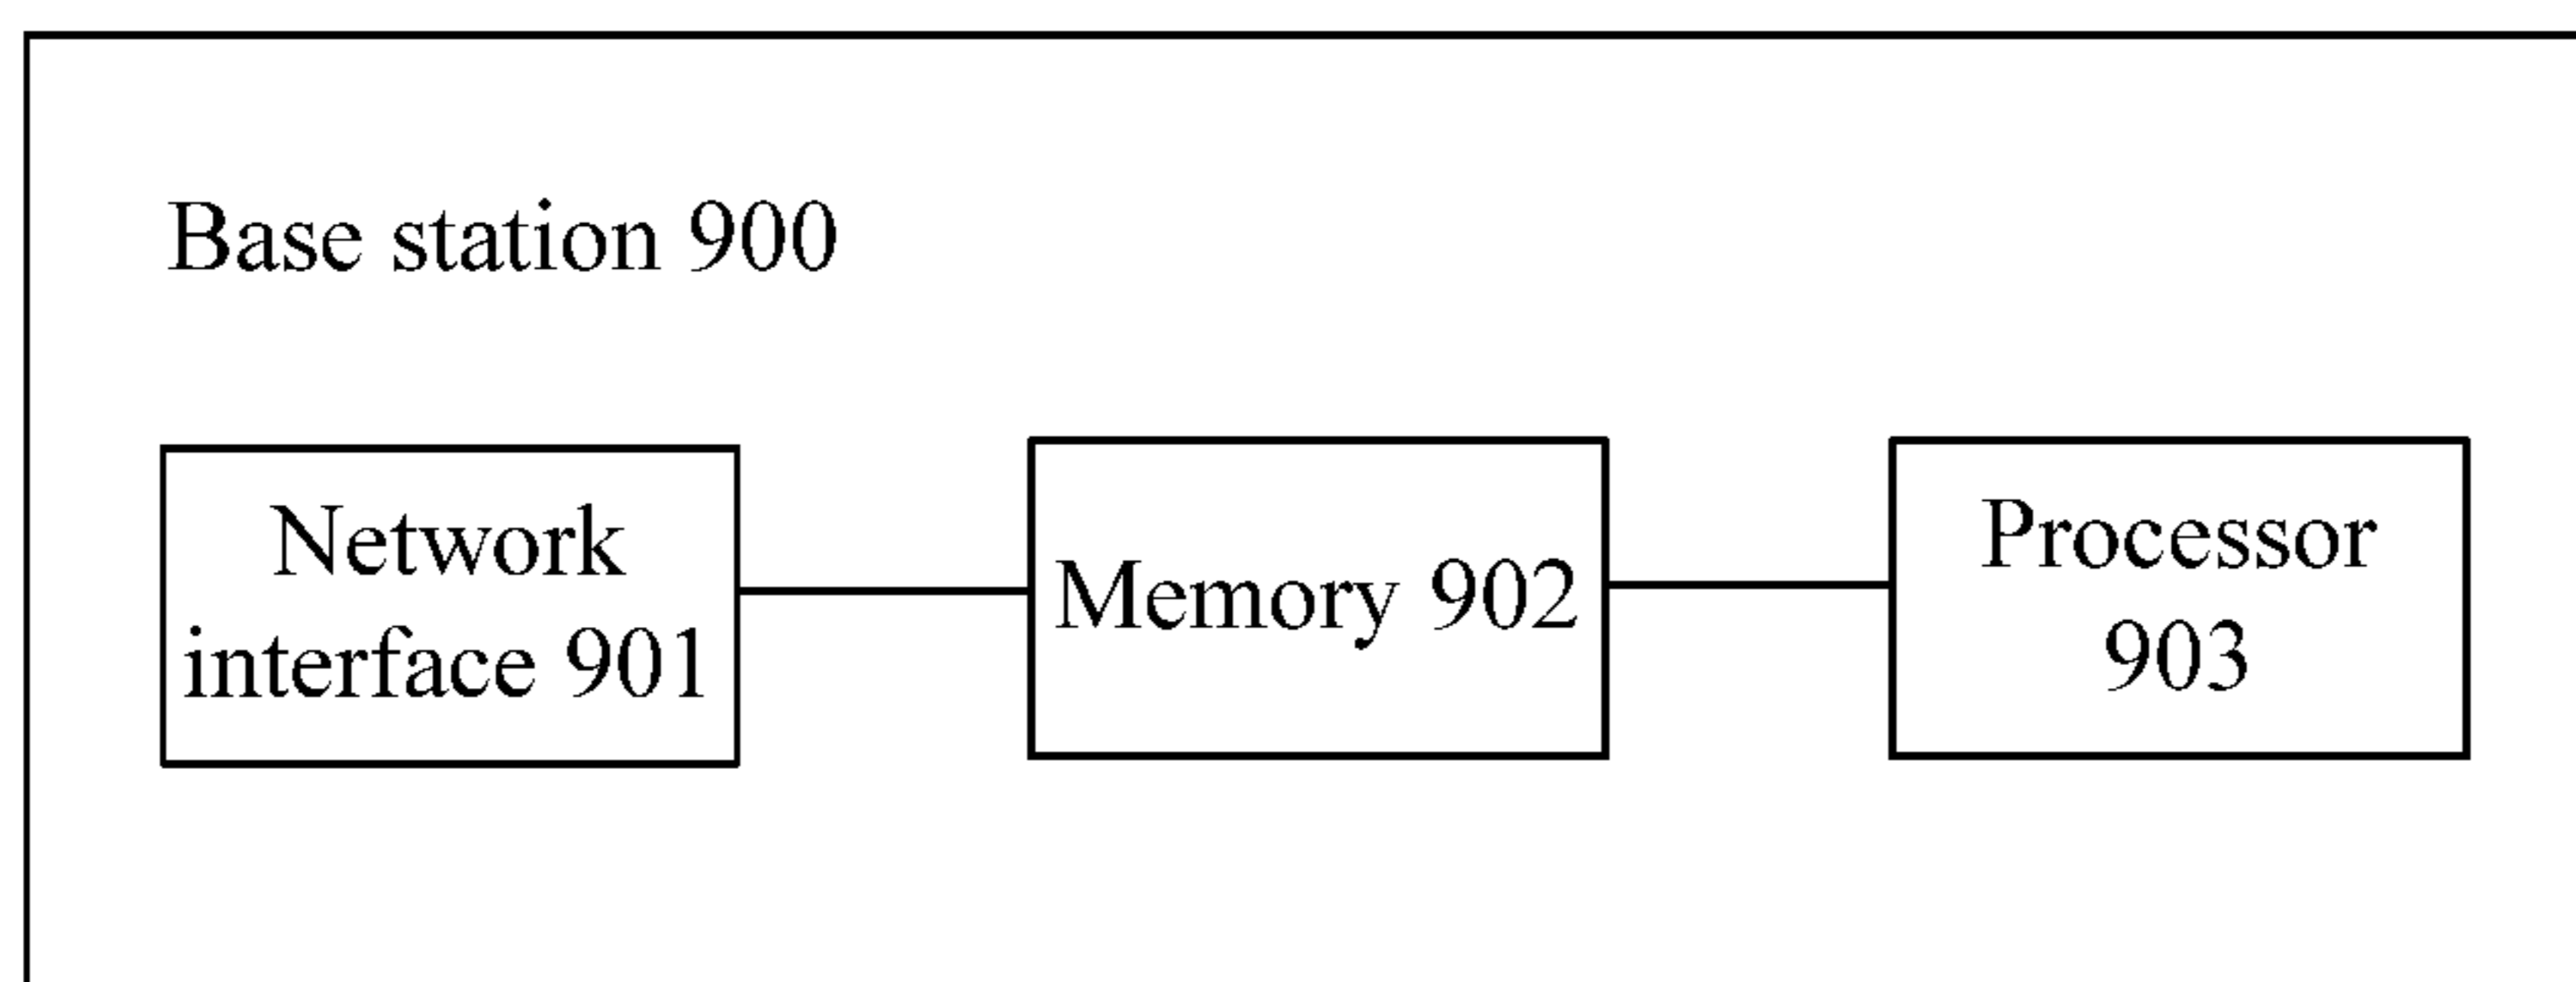 Base station 900
Network
interface 901
Memory 902
Processor
903